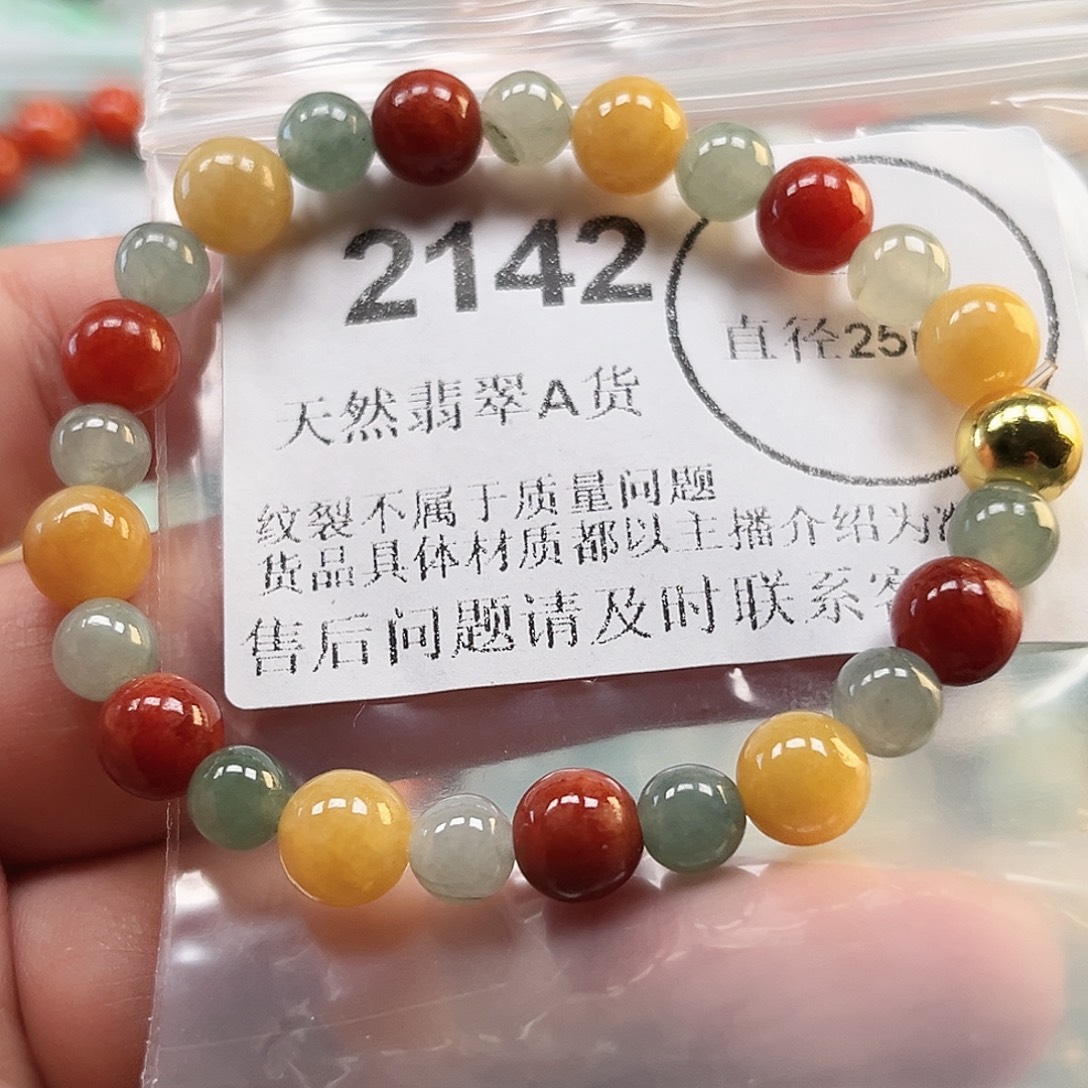 2142
直径25
天然翡翠A货
纹裂不属于质量问题
货品具体材质都以主播介绍为
售后问题请及时联系